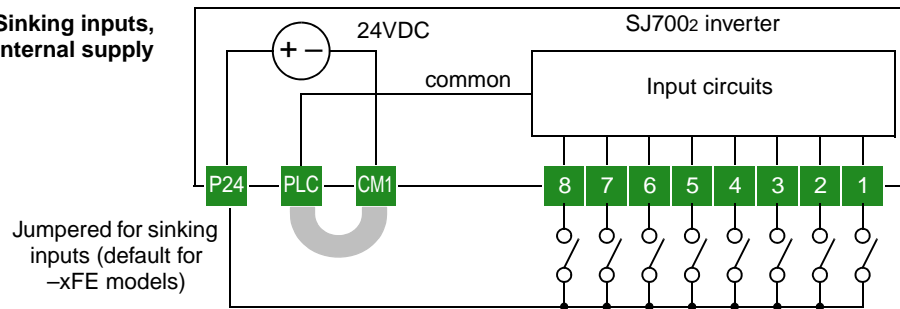 Sinking inputs,
nternal supply
+ –
24VDC
SJ7002 inverter
common
Input circuits
P24
PLC
CM1
8 7 6 5 4 3 2 1
Jumpered for sinking
inputs (default for
–xFE models)